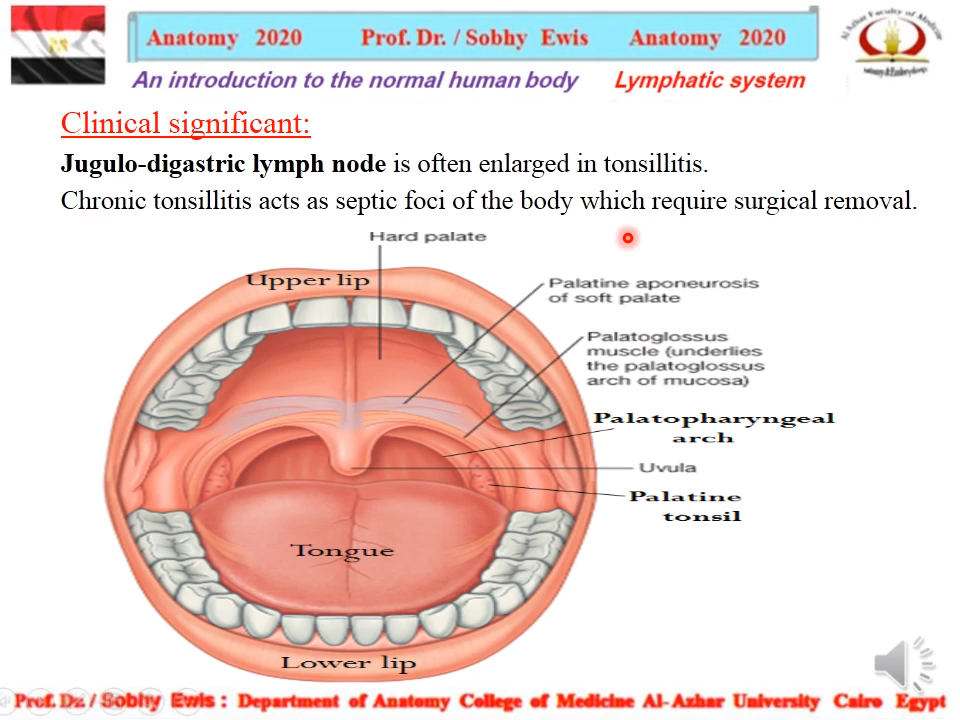 Anatomy 2020 Prof. Dr. / Sobhy Ewis Anatomy 2020
An introduction to the normal human body Lymphatic system
Clinical significant:
Jugulo-digastric lymph node is often enlarged in tonsillitis.
Chronic tonsillitis acts as septic foci of the body which require surgical removal.
Hard palate
Upper lip
Palatine aponeurosis
of soft palate
Palatoglossus
muscle (underlies
the palatoglossus
arch of mucosa)
Palatopharyngeal
arch
Uvula
Palatine
tonsil
Tongue
Lower lip
Prof. Dr. / Sobhy Ewis : Department of Anatomy College of Medicine Al-Azhar University Cairo Egypt